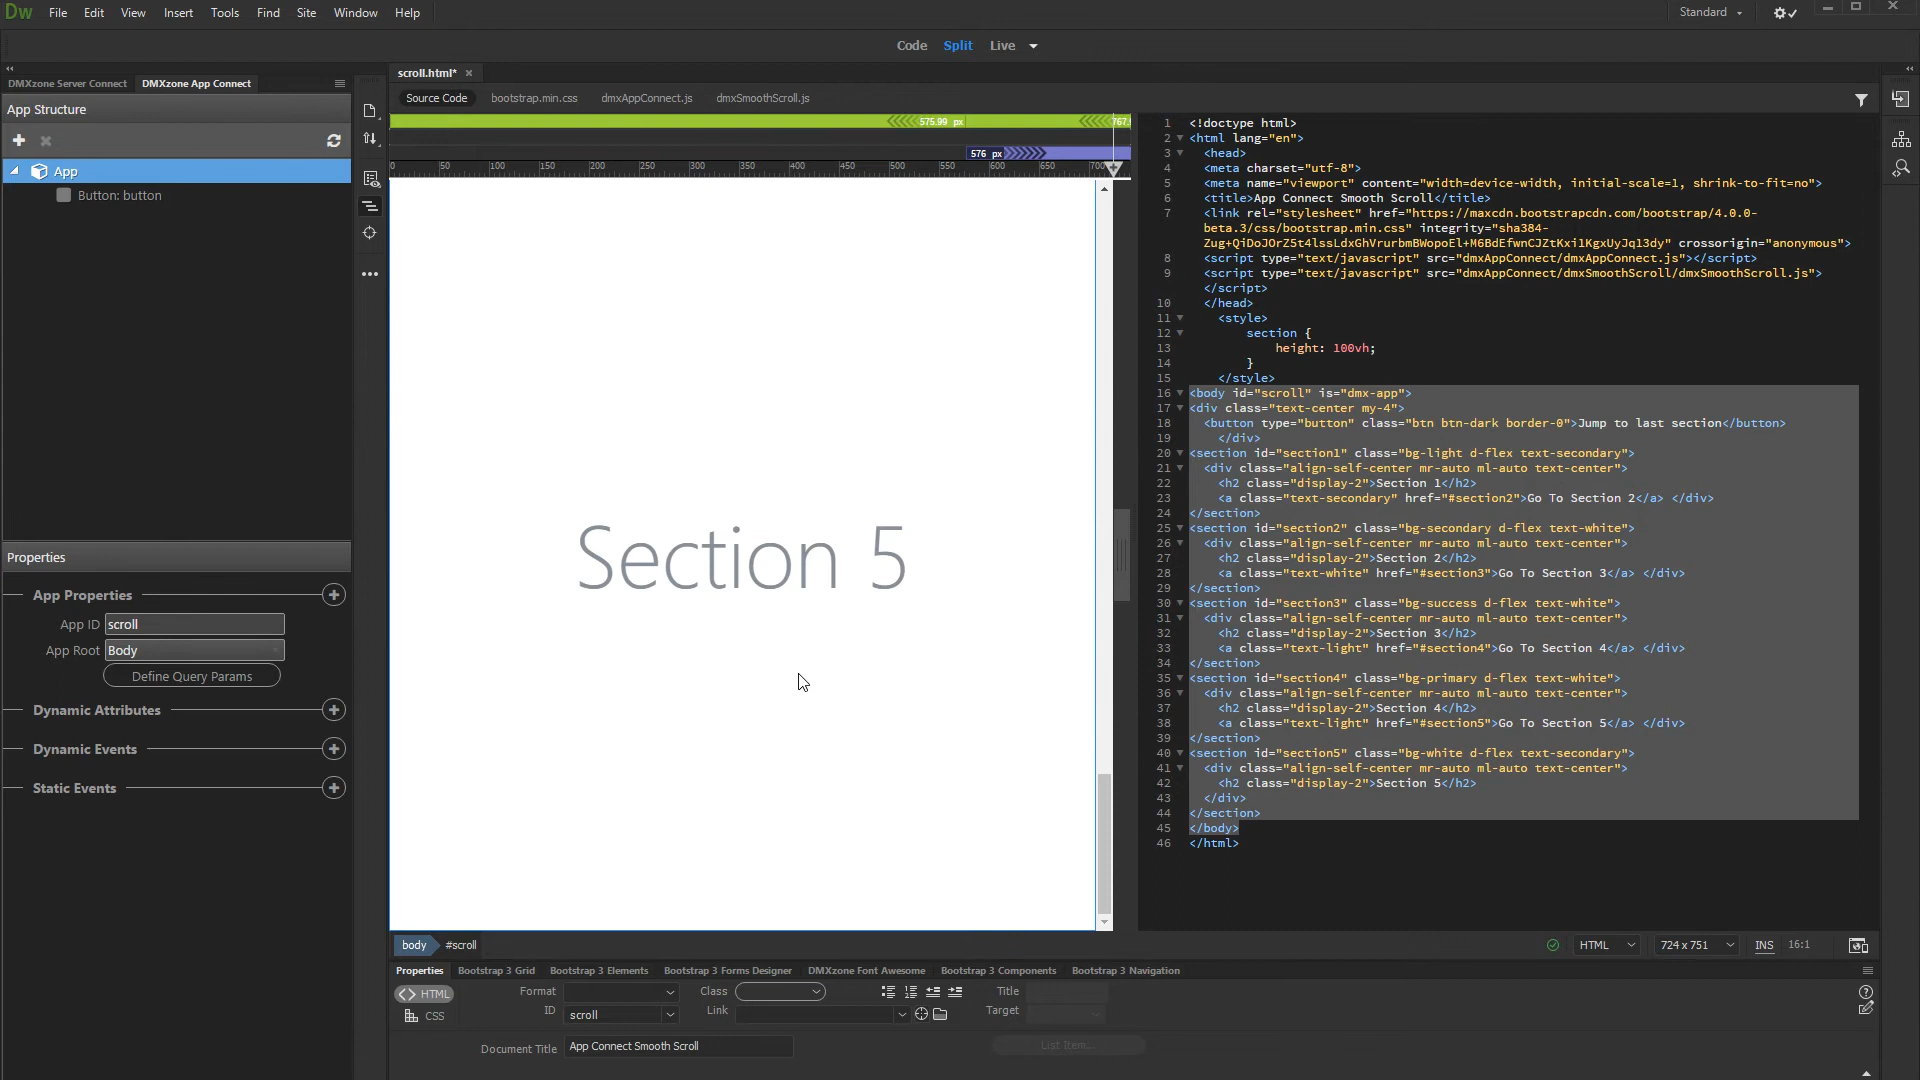 Dw File Edit View Insert Tools Find Site Window Help Standard
Code Split Live
DMXzone Server Connect DMXzone App Connect
App Structure
App
Button: button
Properties
App Properties
App ID scroll
App Root Body
Define Query Params
Dynamic Attributes
Dynamic Events
Static Events
scroll.html*
Source Code bootstrap.min.css dmxAppConnect.js dmxSmoothScroll.js
575.99 px
576 px
0 50 100 150 200 250 300 350 400 450 500 550 600 650 700
Section 5
1 <!doctype html>
2 <html lang="en">
3 <head>
4 <meta charset="utf-8">
5 <meta name="viewport" content="width=device-width, initial-scale=1, shrink-to-fit=no">
6 <title>App Connect Smooth Scroll</title>
7 <link rel="stylesheet" href="https://maxcdn.bootstrapcdn.com/bootstrap/4.0.0-
beta.3/css/bootstrap.min.css" integrity="sha384-
Zug+QiDoJOrZ5t4lssLdxGhVrurbmBWopoEl+M6BdEfwnCJZtKxi1KgxUyJq13dy" crossorigin="anonymous">
8 <script type="text/javascript" src="dmxAppConnect/dmxAppConnect.js"></script>
9 <script type="text/javascript" src="dmxAppConnect/dmxSmoothScroll/dmxSmoothScroll.js">
</script>
10 </head>
11 <style>
12 section {
13 height: 100vh;
14 }
15 </style>
16 <body id="scroll" is="dmx-app">
17 <div class="text-center my-4">
18 <button type="button" class="btn btn-dark border-0">Jump to last section</button>
19 </div>
20 <section id="section1" class="bg-light d-flex text-secondary">
21 <div class="align-self-center mr-auto ml-auto text-center">
22 <h2 class="display-2">Section 1</h2>
23 <a class="text-secondary" href="#section2">Go To Section 2</a> </div>
24 </section>
25 <section id="section2" class="bg-secondary d-flex text-white">
26 <div class="align-self-center mr-auto ml-auto text-center">
27 <h2 class="display-2">Section 2</h2>
28 <a class="text-white" href="#section3">Go To Section 3</a> </div>
29 </section>
30 <section id="section3" class="bg-success d-flex text-white">
31 <div class="align-self-center mr-auto ml-auto text-center">
32 <h2 class="display-2">Section 3</h2>
33 <a class="text-light" href="#section4">Go To Section 4</a> </div>
34 </section>
35 <section id="section4" class="bg-primary d-flex text-white">
36 <div class="align-self-center mr-auto ml-auto text-center">
37 <h2 class="display-2">Section 4</h2>
38 <a class="text-light" href="#section5">Go To Section 5</a> </div>
39 </section>
40 <section id="section5" class="bg-white d-flex text-secondary">
41 <div class="align-self-center mr-auto ml-auto text-center">
42 <h2 class="display-2">Section 5</h2>
43 </div>
44 </section>
45 </body>
46 </html>
body #scroll
HTML 724 x 751 INS 16:1
Properties Bootstrap 3 Grid Bootstrap 3 Elements Bootstrap 3 Forms Designer DMXzone Font Awesome Bootstrap 3 Components Bootstrap 3 Navigation
HTML Format Class Title
CSS ID scroll Link Target
Document Title App Connect Smooth Scroll List Item...